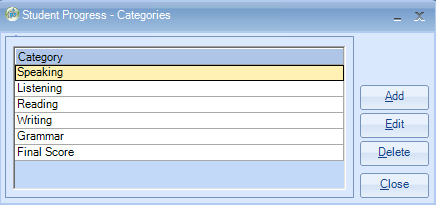 Student Progress - Categories
Category
Speaking
Listening
Reading
Writing
Grammar
Final Score
Add
Edit
Delete
Close